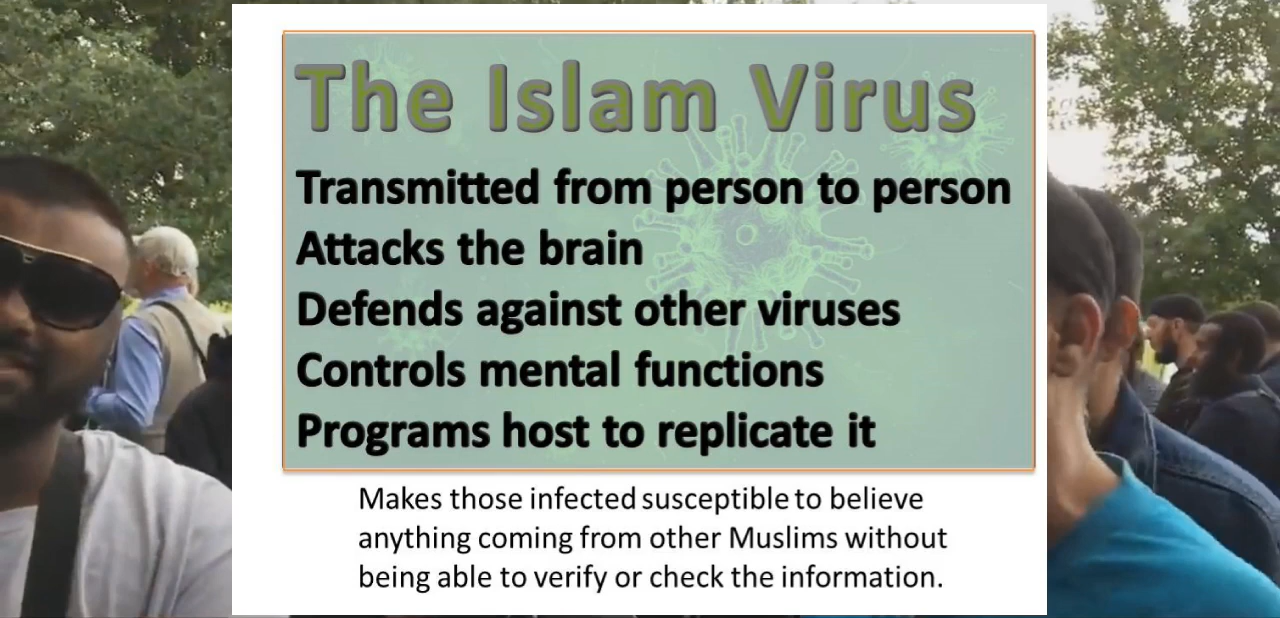 The Islam Virus
Transmitted from person to person
Attacks the brain
Defends against other viruses
Controls mental functions
Programs host to replicate it
Makes those infected susceptible to believe
anything coming from other Muslims without
being able to verify or check the information.